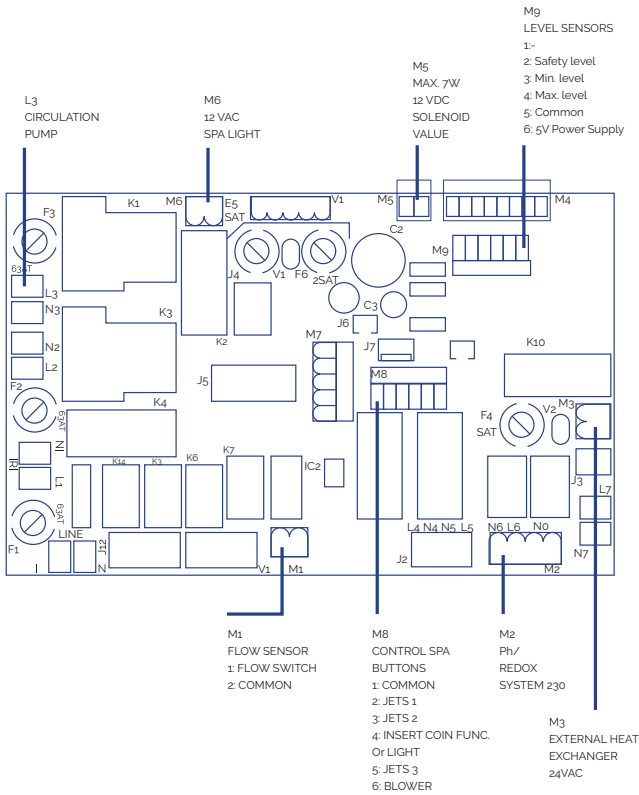 M9
LEVEL SENSORS
1:-
2: Safety level
3: Min. level
4: Max. level
5: Common
6: 5V Power Supply
M5
MAX. 7W
12 VDC
SOLENOID
VALUE
L3
CIRCULATION
PUMP
M6
12 VAC
SPA LIGHT
K1
M6
E5
SAT
V1
M5
M4
F3
C2
M9
63AT
J4
V1
F6
2SAT
L3
N3
C3
K3
J6
K2
M7
N2
J7
K10
L2
M8
J5
F2
K4
63AT
F4
SAT
V2
M3
N1
K14
K3
K6
K7
IC2
J3
L1
L7
63AT
F1
LINE
J12
L4 N4 N5 L5
N6 L6
N0
J2
N7
I
N
V1
M1
M2
M1
FLOW SENSOR
1: FLOW SWITCH
2: COMMON
M8
CONTROL SPA
BUTTONS
1: COMMON
2: JETS 1
3: JETS 2
4: INSERT COIN FUNC.
Or LIGHT
5: JETS 3
6: BLOWER
M2
Ph/
REDOX
SYSTEM 230
M3
EXTERNAL HEAT
EXCHANGER
24VAC